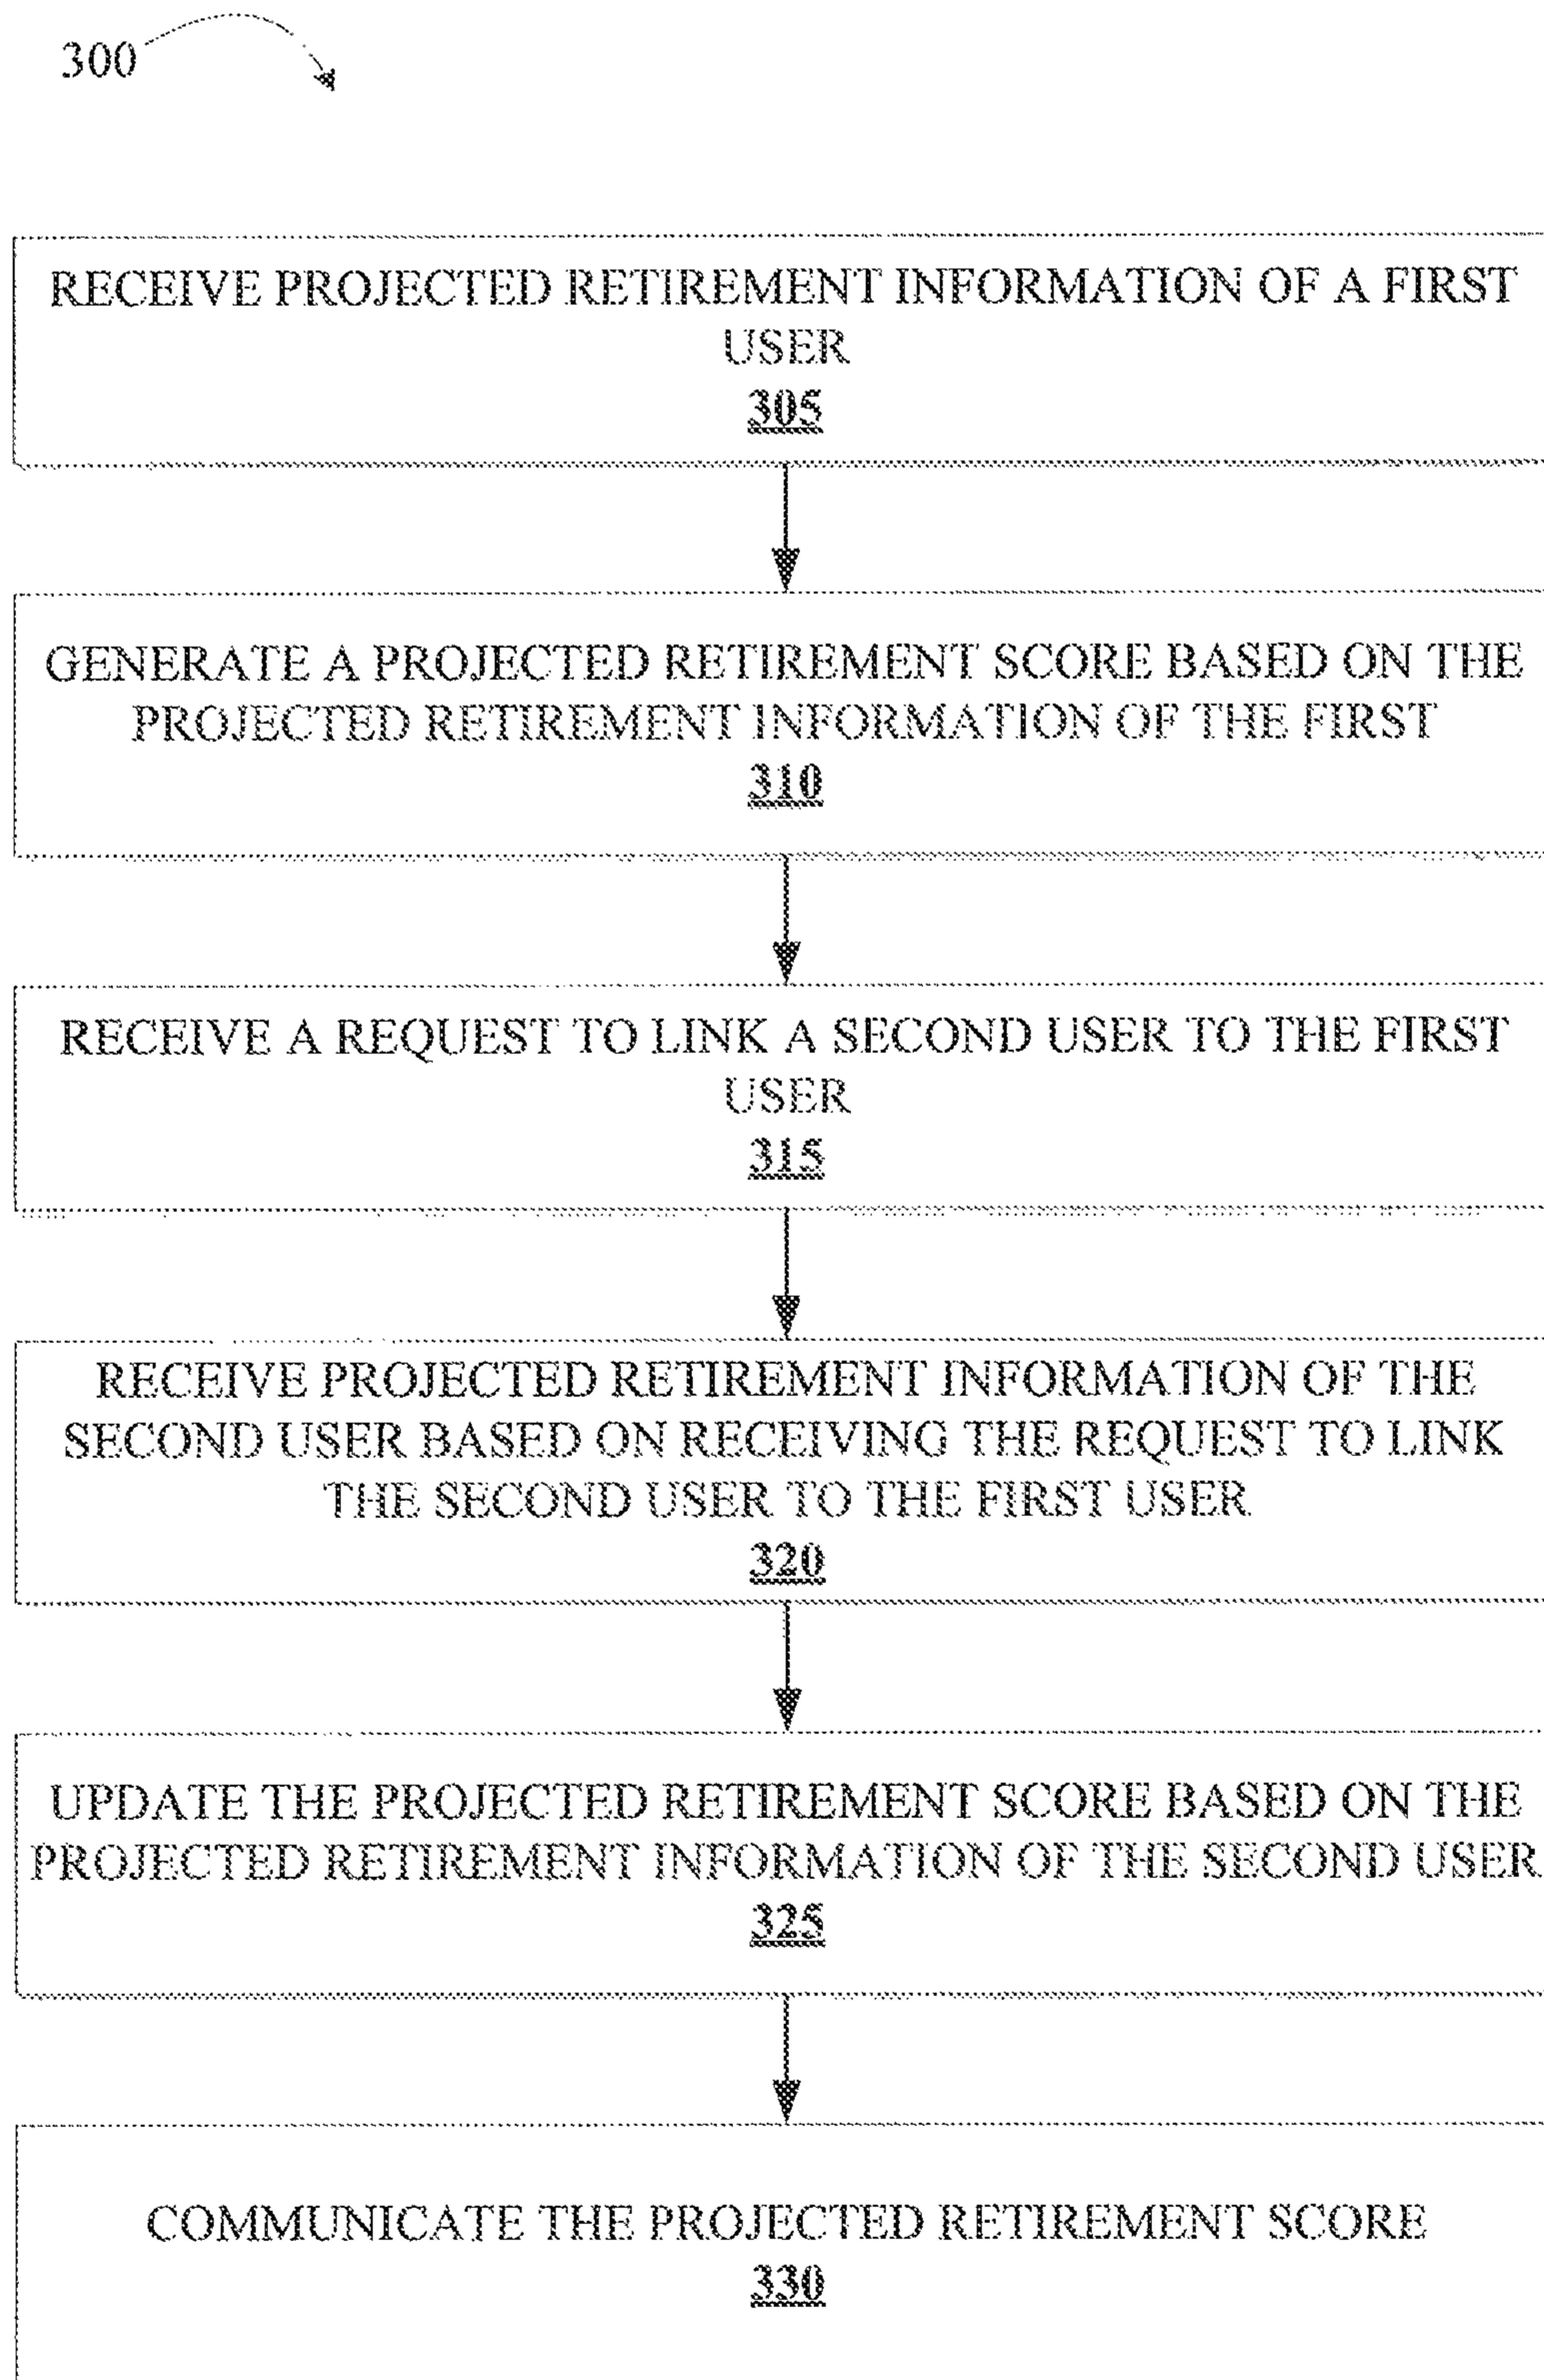 300
RECEIVE PROJECTED RETIREMENT INFORMATION OF A FIRST
USER
305
GENERATE A PROJECTED RETIREMENT SCORE BASED ON THE
PROJECTED RETIREMENT INFORMATION OF THE FIRST
310
RECEIVE A REQUEST TO LINK A SECOND USER TO THE FIRST
USER
315
RECEIVE PROJECTED RETIREMENT INFORMATION OF THE
SECOND USER BASED ON RECEIVING THE REQUEST TO LINK
THE SECOND USER TO THE FIRST USER
320
UPDATE THE PROJECTED RETIREMENT SCORE BASED ON THE
PROJECTED RETIREMENT INFORMATION OF THE SECOND USER
325
COMMUNICATE THE PROJECTED RETIREMENT SCORE
330